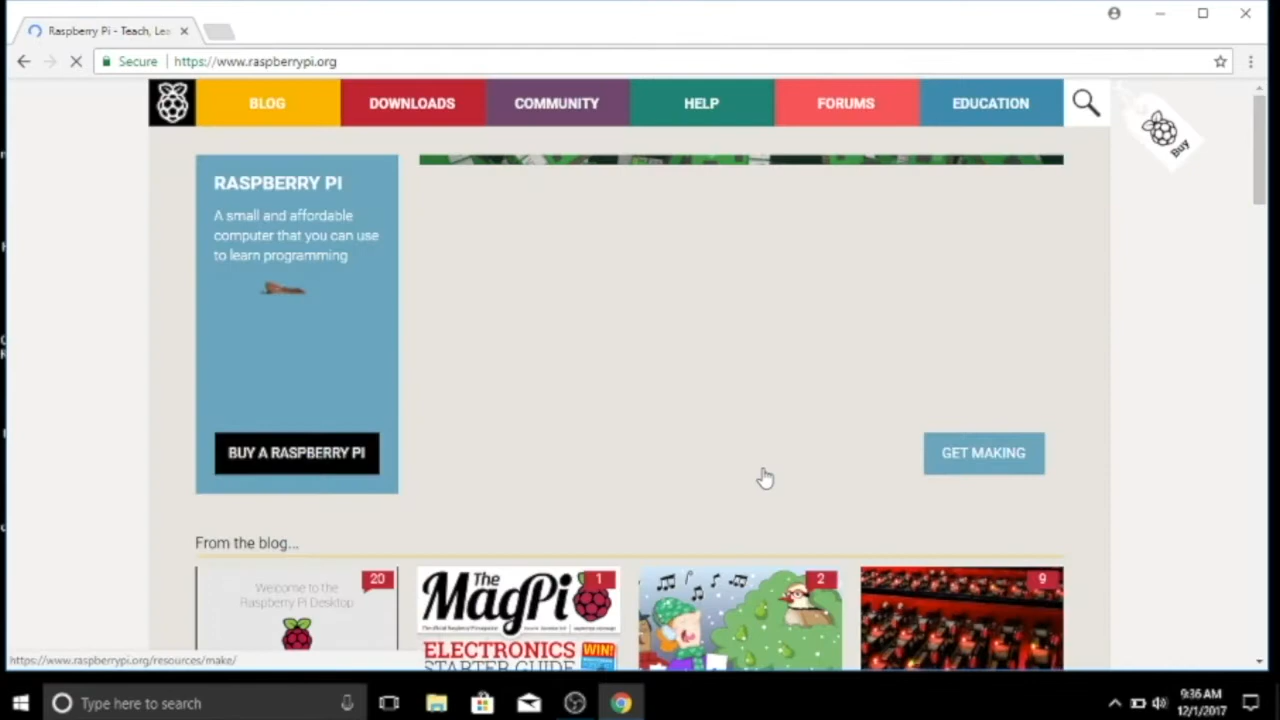 Raspberry Pi - Teach, Lea
Secure
https://www.raspberrypi.org
BLOG
DOWNLOADS
COMMUNITY
HELP
FORUMS
EDUCATION
Buy
RASPBERRY PI
A small and affordable
computer that you can use
to learn programming
BUY A RASPBERRY PI
GET MAKING
From the blog...
20
Welcome to the
Raspberry Pi Desktop
The
MagPi
1
ELECTRONICS
STARTER GUIDE
WIN!
2
9
https://www.raspberrypi.org/resources/make/
Type here to search
9:36 AM
12/1/2017